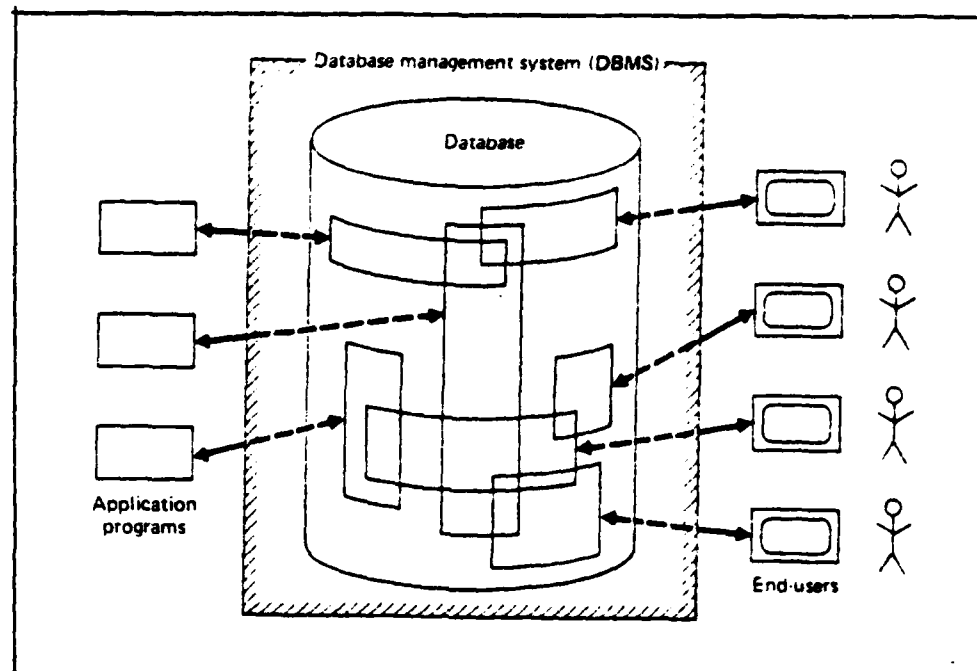 Database management system (DBMS)
Database
Application
programs
End-users